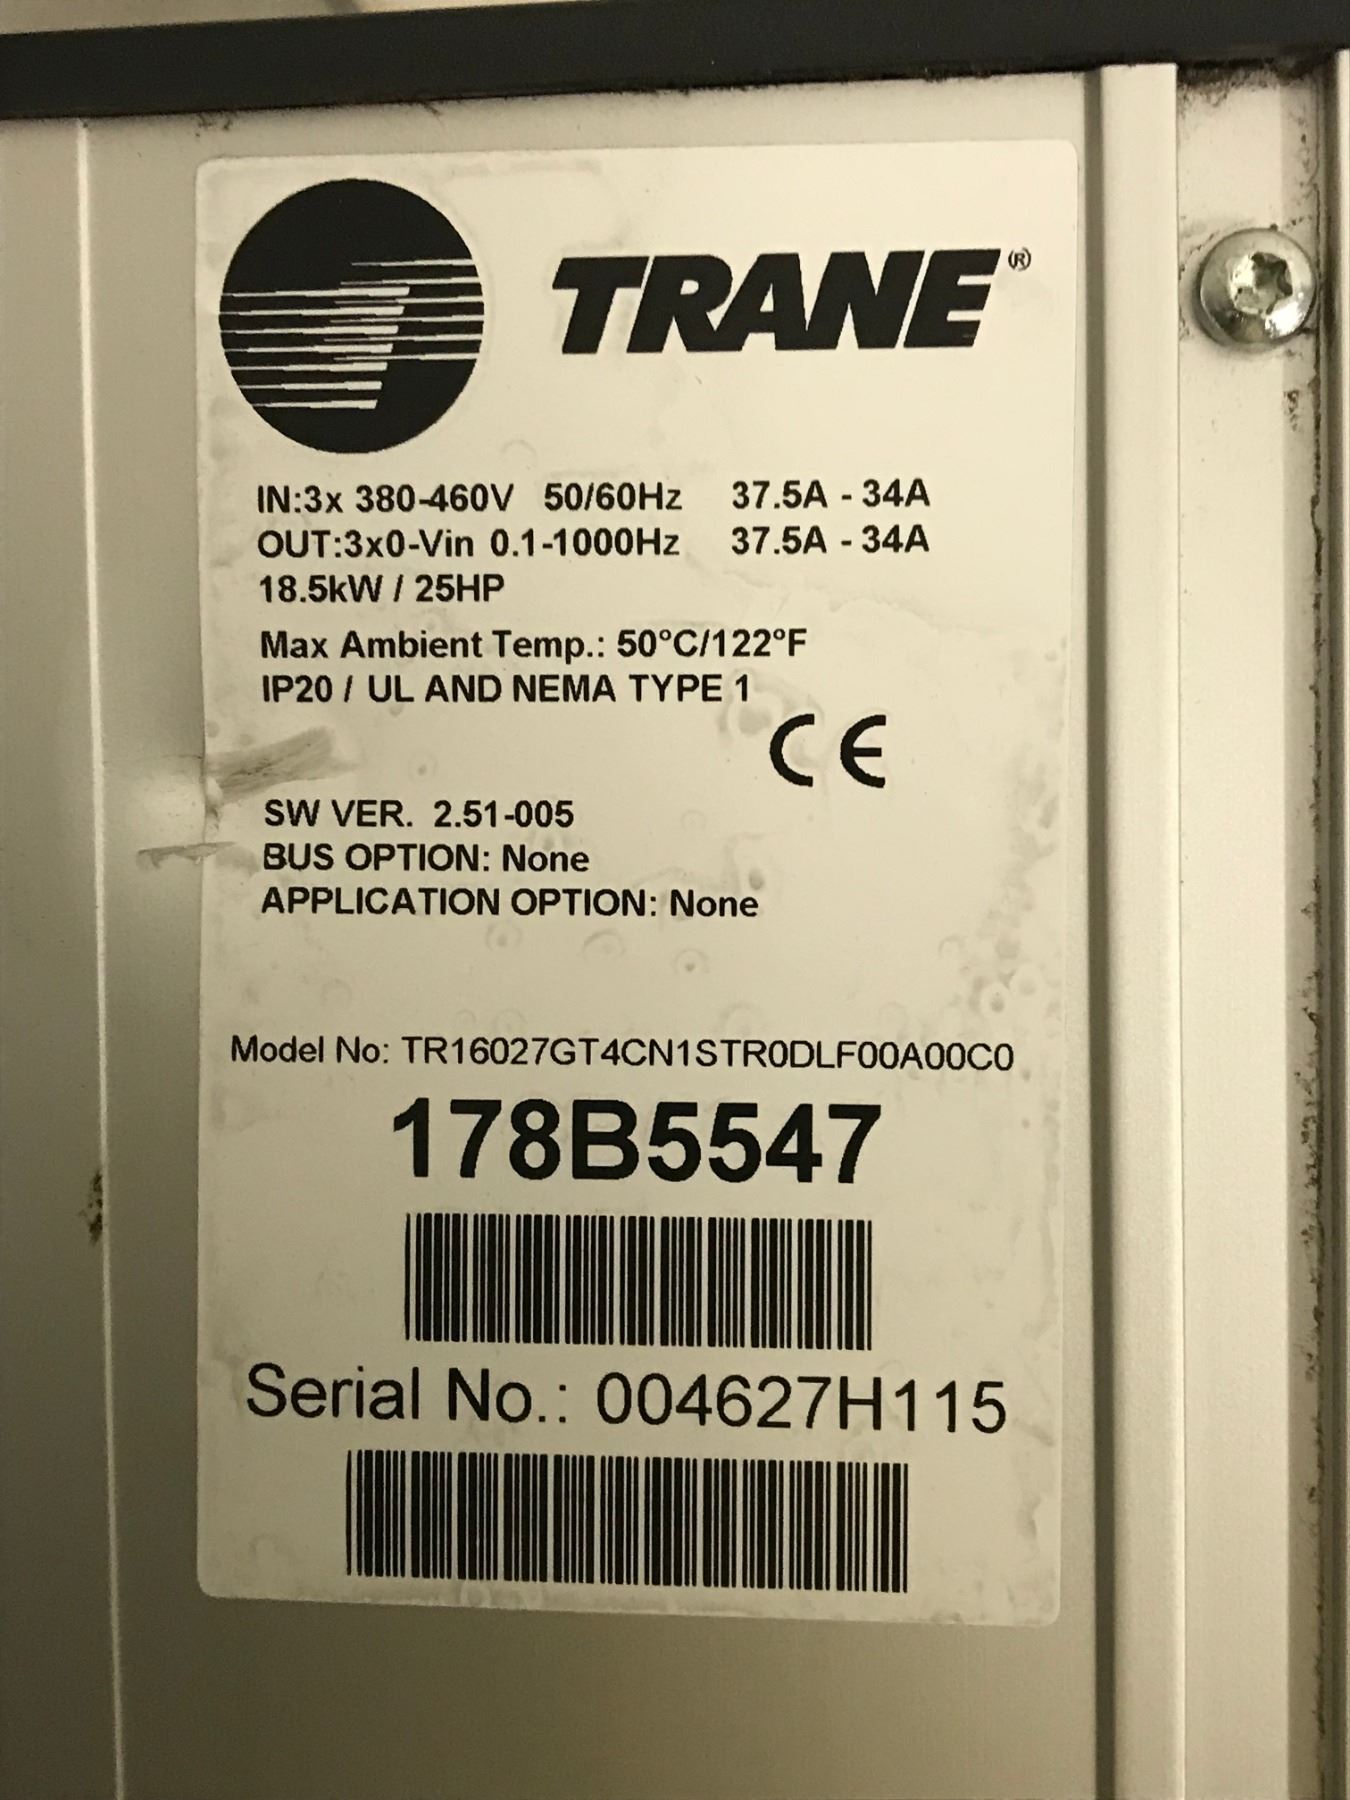 TRANE®
IN:3x 380-460V 50/60Hz 37.5A - 34A
OUT:3x0-Vin 0.1-1000Hz 37.5A - 34A
18.5kW / 25HP
Max Ambient Temp.: 50°C/122°F
IP20 / UL AND NEMA TYPE 1
CE
SW VER. 2.51-005
BUS OPTION: None
APPLICATION OPTION: None
Model No: TR16027GT4CN1STR0DLF00A00C0
178B5547
Serial No.: 004627H115